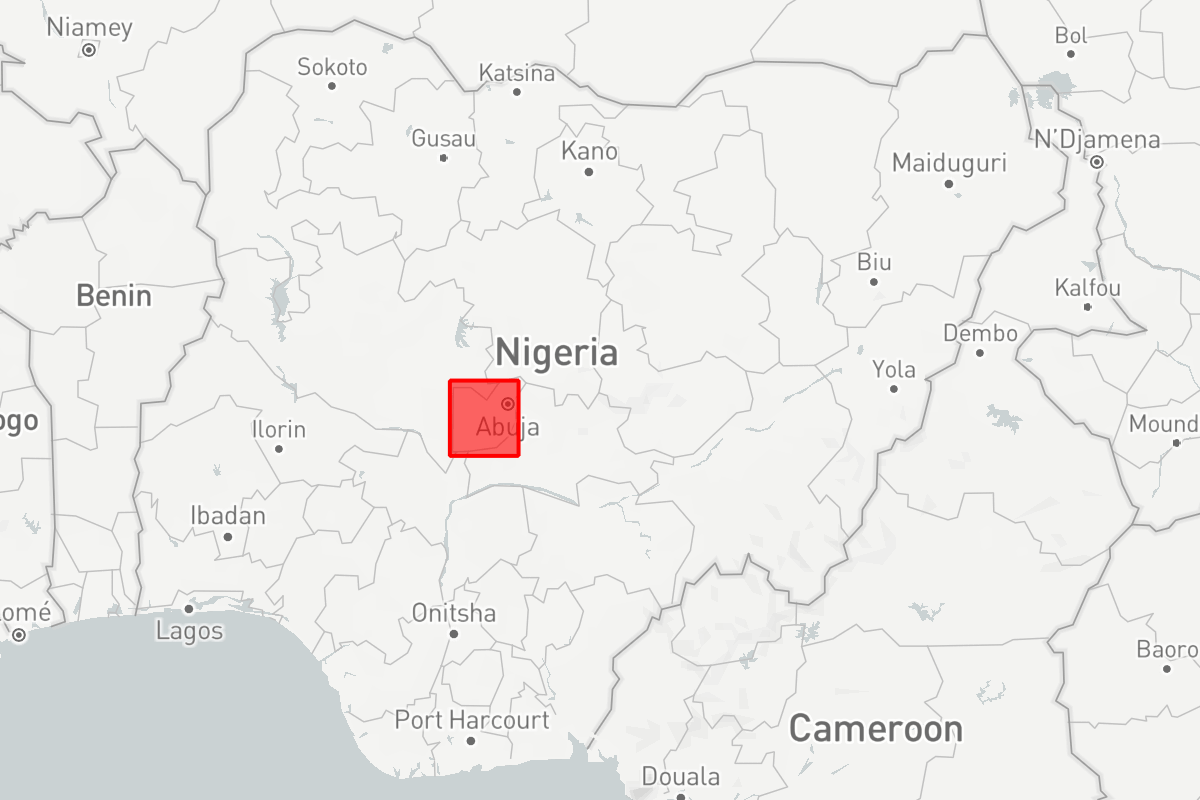 Niamey
Bol
Sokoto
Katsina
Gusau
Kano
N'Djamena
Maiduguri
Biu
Kalfou
Benin
Nigeria
Dembo
Yola
ogo
Ilorin
Abuja
Mound
Ibadan
omé
Lagos
Onitsha
Baoro
Port Harcourt
Cameroon
Douala